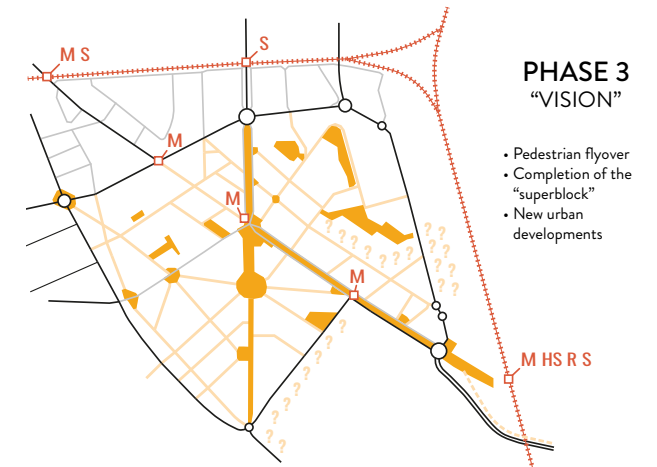 M S
S
PHASE 3
"VISION"
M
• Pedestrian flyover
• Completion of the
"superblock"
• New urban
developments
M
M
M HS R S